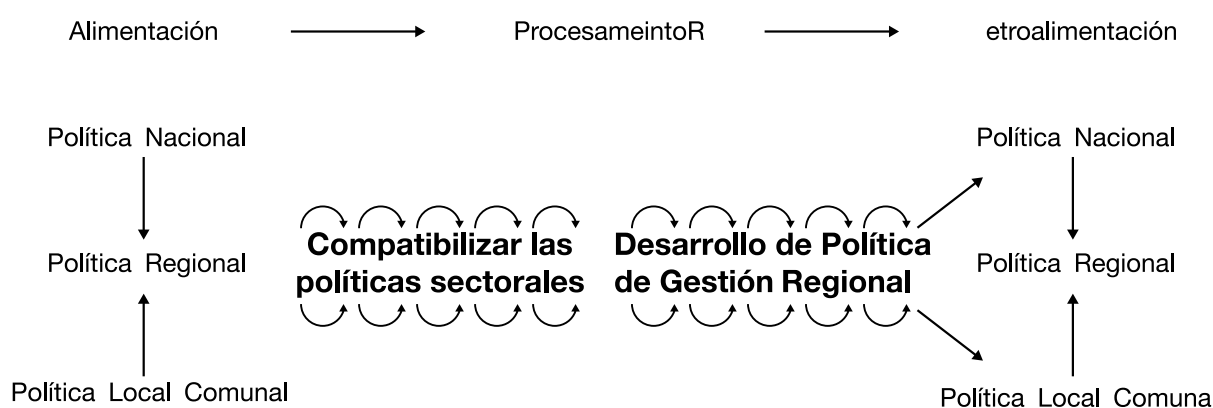 Alimentación ProcesameintoR etroalimentación
Política Nacional Política Nacional
Compatibilizar las Desarrollo de Política
políticas sectorales de Gestión Regional
Política Regional Política Regional
Política Local Comunal Política Local Comuna